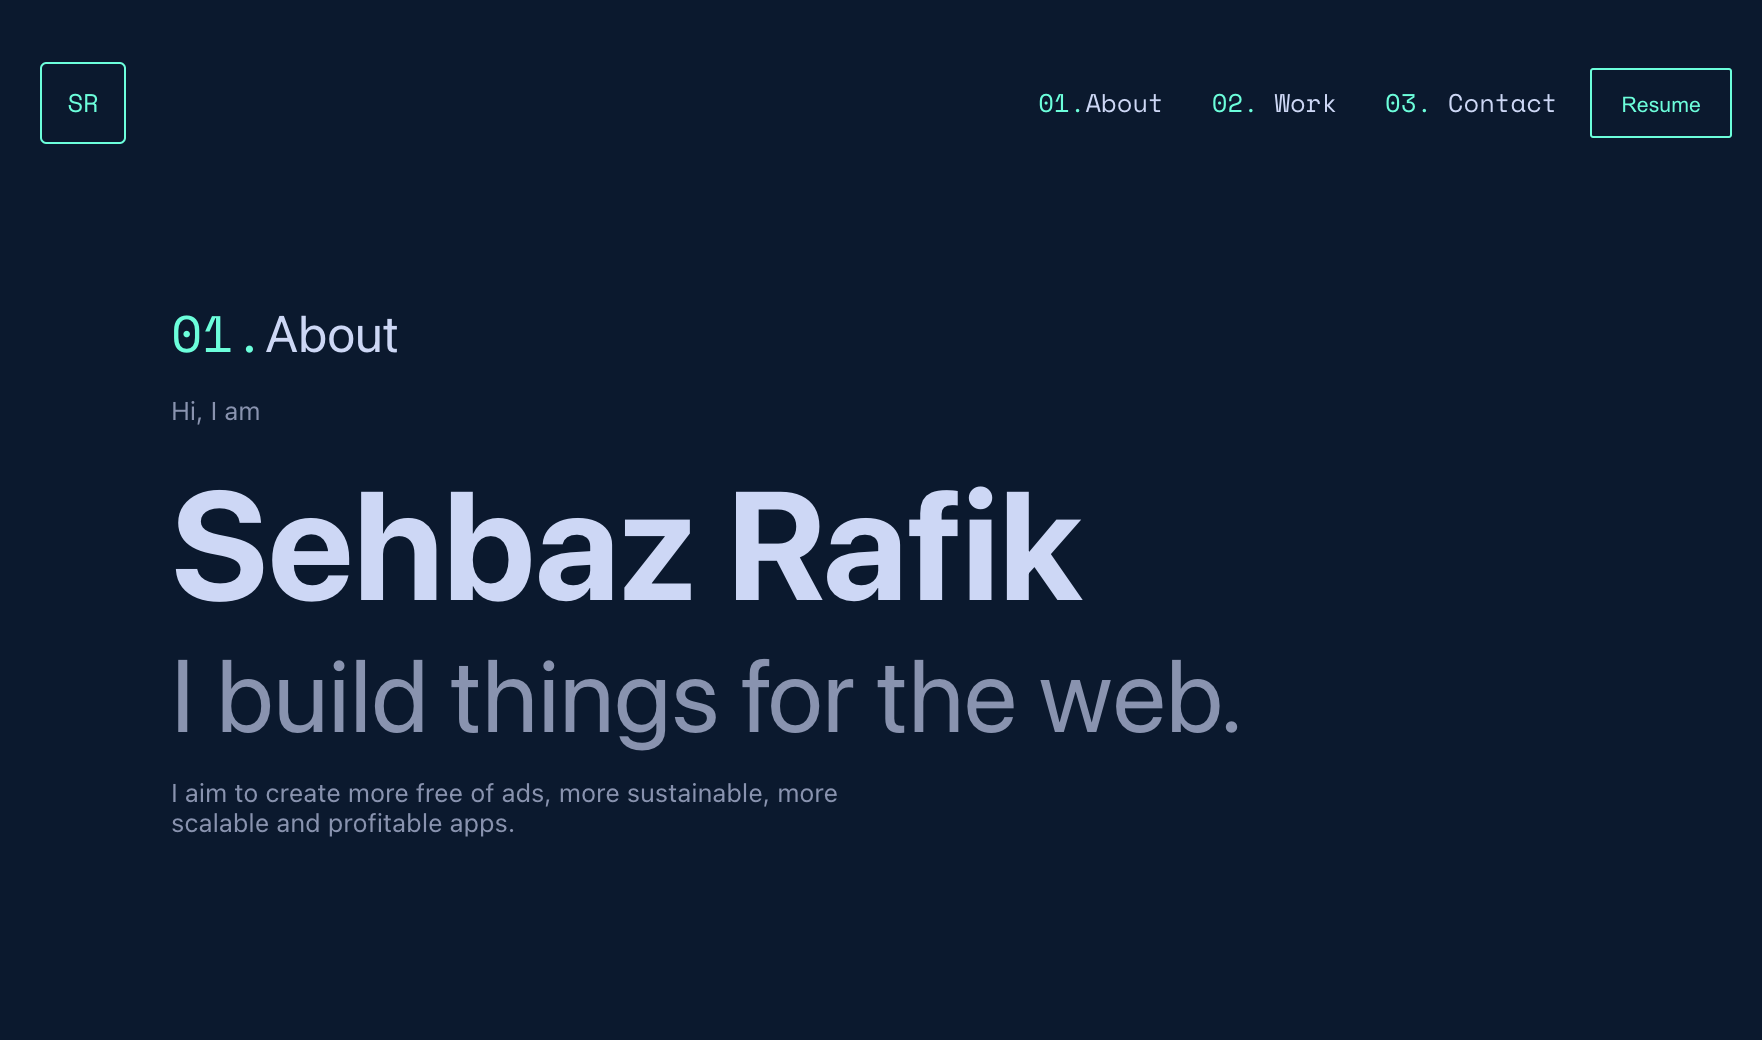 SR
01.About
02. Work
03. Contact
Resume
01.About
Hi, I am
Sehbaz Rafik
I build things for the web.
I aim to create more free of ads, more sustainable, more
scalable and profitable apps.